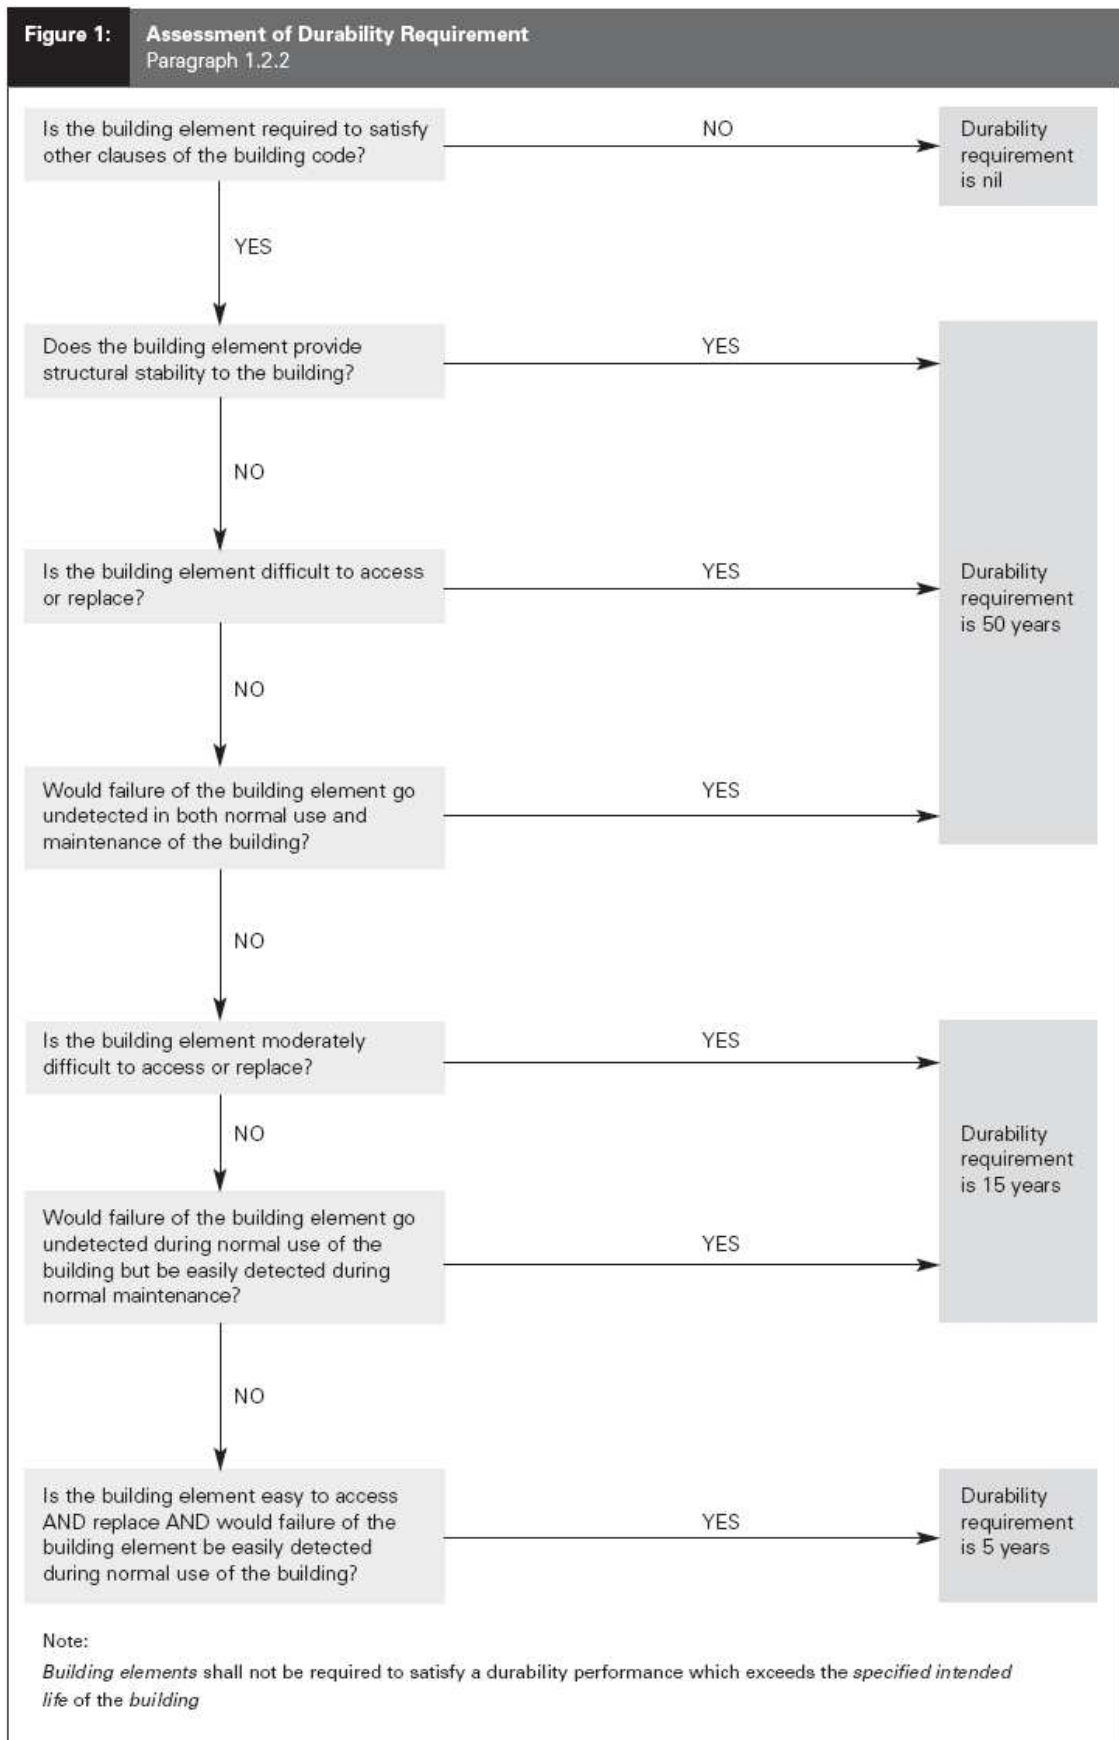 Figure 1:
Assessment of Durability Requirement
Paragraph 1.2.2
Is the building element required to satisfy
other clauses of the building code?
NO
Durability
requirement
is nil
YES
Does the building element provide
structural stability to the building?
YES
NO
Is the building element difficult to access
or replace?
YES
Durability
requirement
is 50 years
NO
Would failure of the building element go
undetected in both normal use and
maintenance of the building?
YES
NO
Is the building element moderately
difficult to access or replace?
YES
NO
Durability
requirement
is 15 years
Would failure of the building element go
undetected during normal use of the
building but be easily detected during
normal maintenance?
YES
NO
Is the building element easy to access
AND replace AND would failure of the
building element be easily detected
during normal use of the building?
YES
Durability
requirement
is 5 years
Note:
Building elements shall not be required to satisfy a durability performance which exceeds the specified intended
life of the building